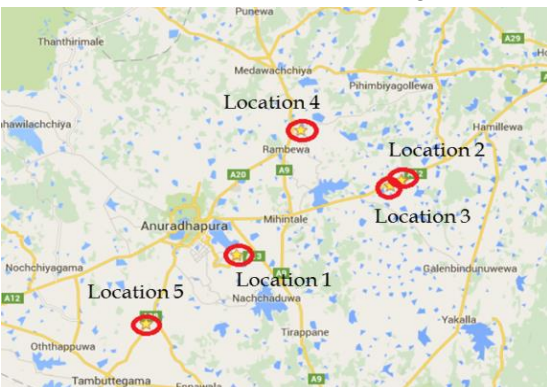 Punewa
Thanthirimale
A29
Medawachchiya
Pihimbiyagollewa
Location 4
Hamillewa
Rambewa
Location 2
A20
A9
Location 3
Anuradhapura
Mihintale
Location 1
Galenbindunuwewa
Nochchiyagama
A12
Location 5
Nachchaduwa
Yakalla
Tirappane
Oththappuwa
Tambuttegama
A9